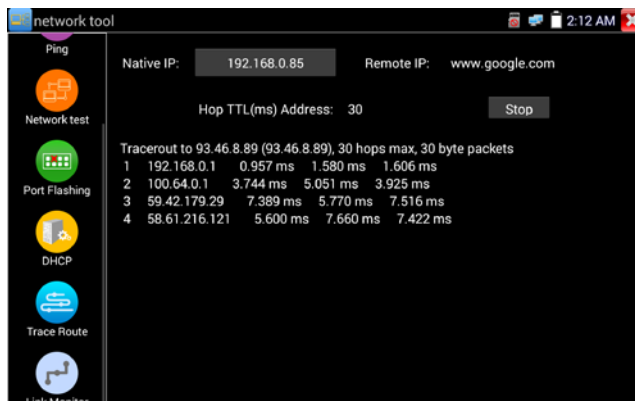 network tool
2:12 AM
Ping
Network test
Port Flashing
DHCP
Trace Route
Link Monitor
Native IP: 192.168.0.85 Remote IP: www.google.com
Hop TTL(ms) Address: 30 Stop
Tracerout to 93.46.8.89 (93.46.8.89), 30 hops max, 30 byte packets
1 192.168.0.1 0.957 ms 1.580 ms 1.606 ms
2 100.64.0.1 3.744 ms 5.051 ms 3.925 ms
3 59.42.179.29 7.389 ms 5.770 ms 7.516 ms
4 58.61.216.121 5.600 ms 7.660 ms 7.422 ms